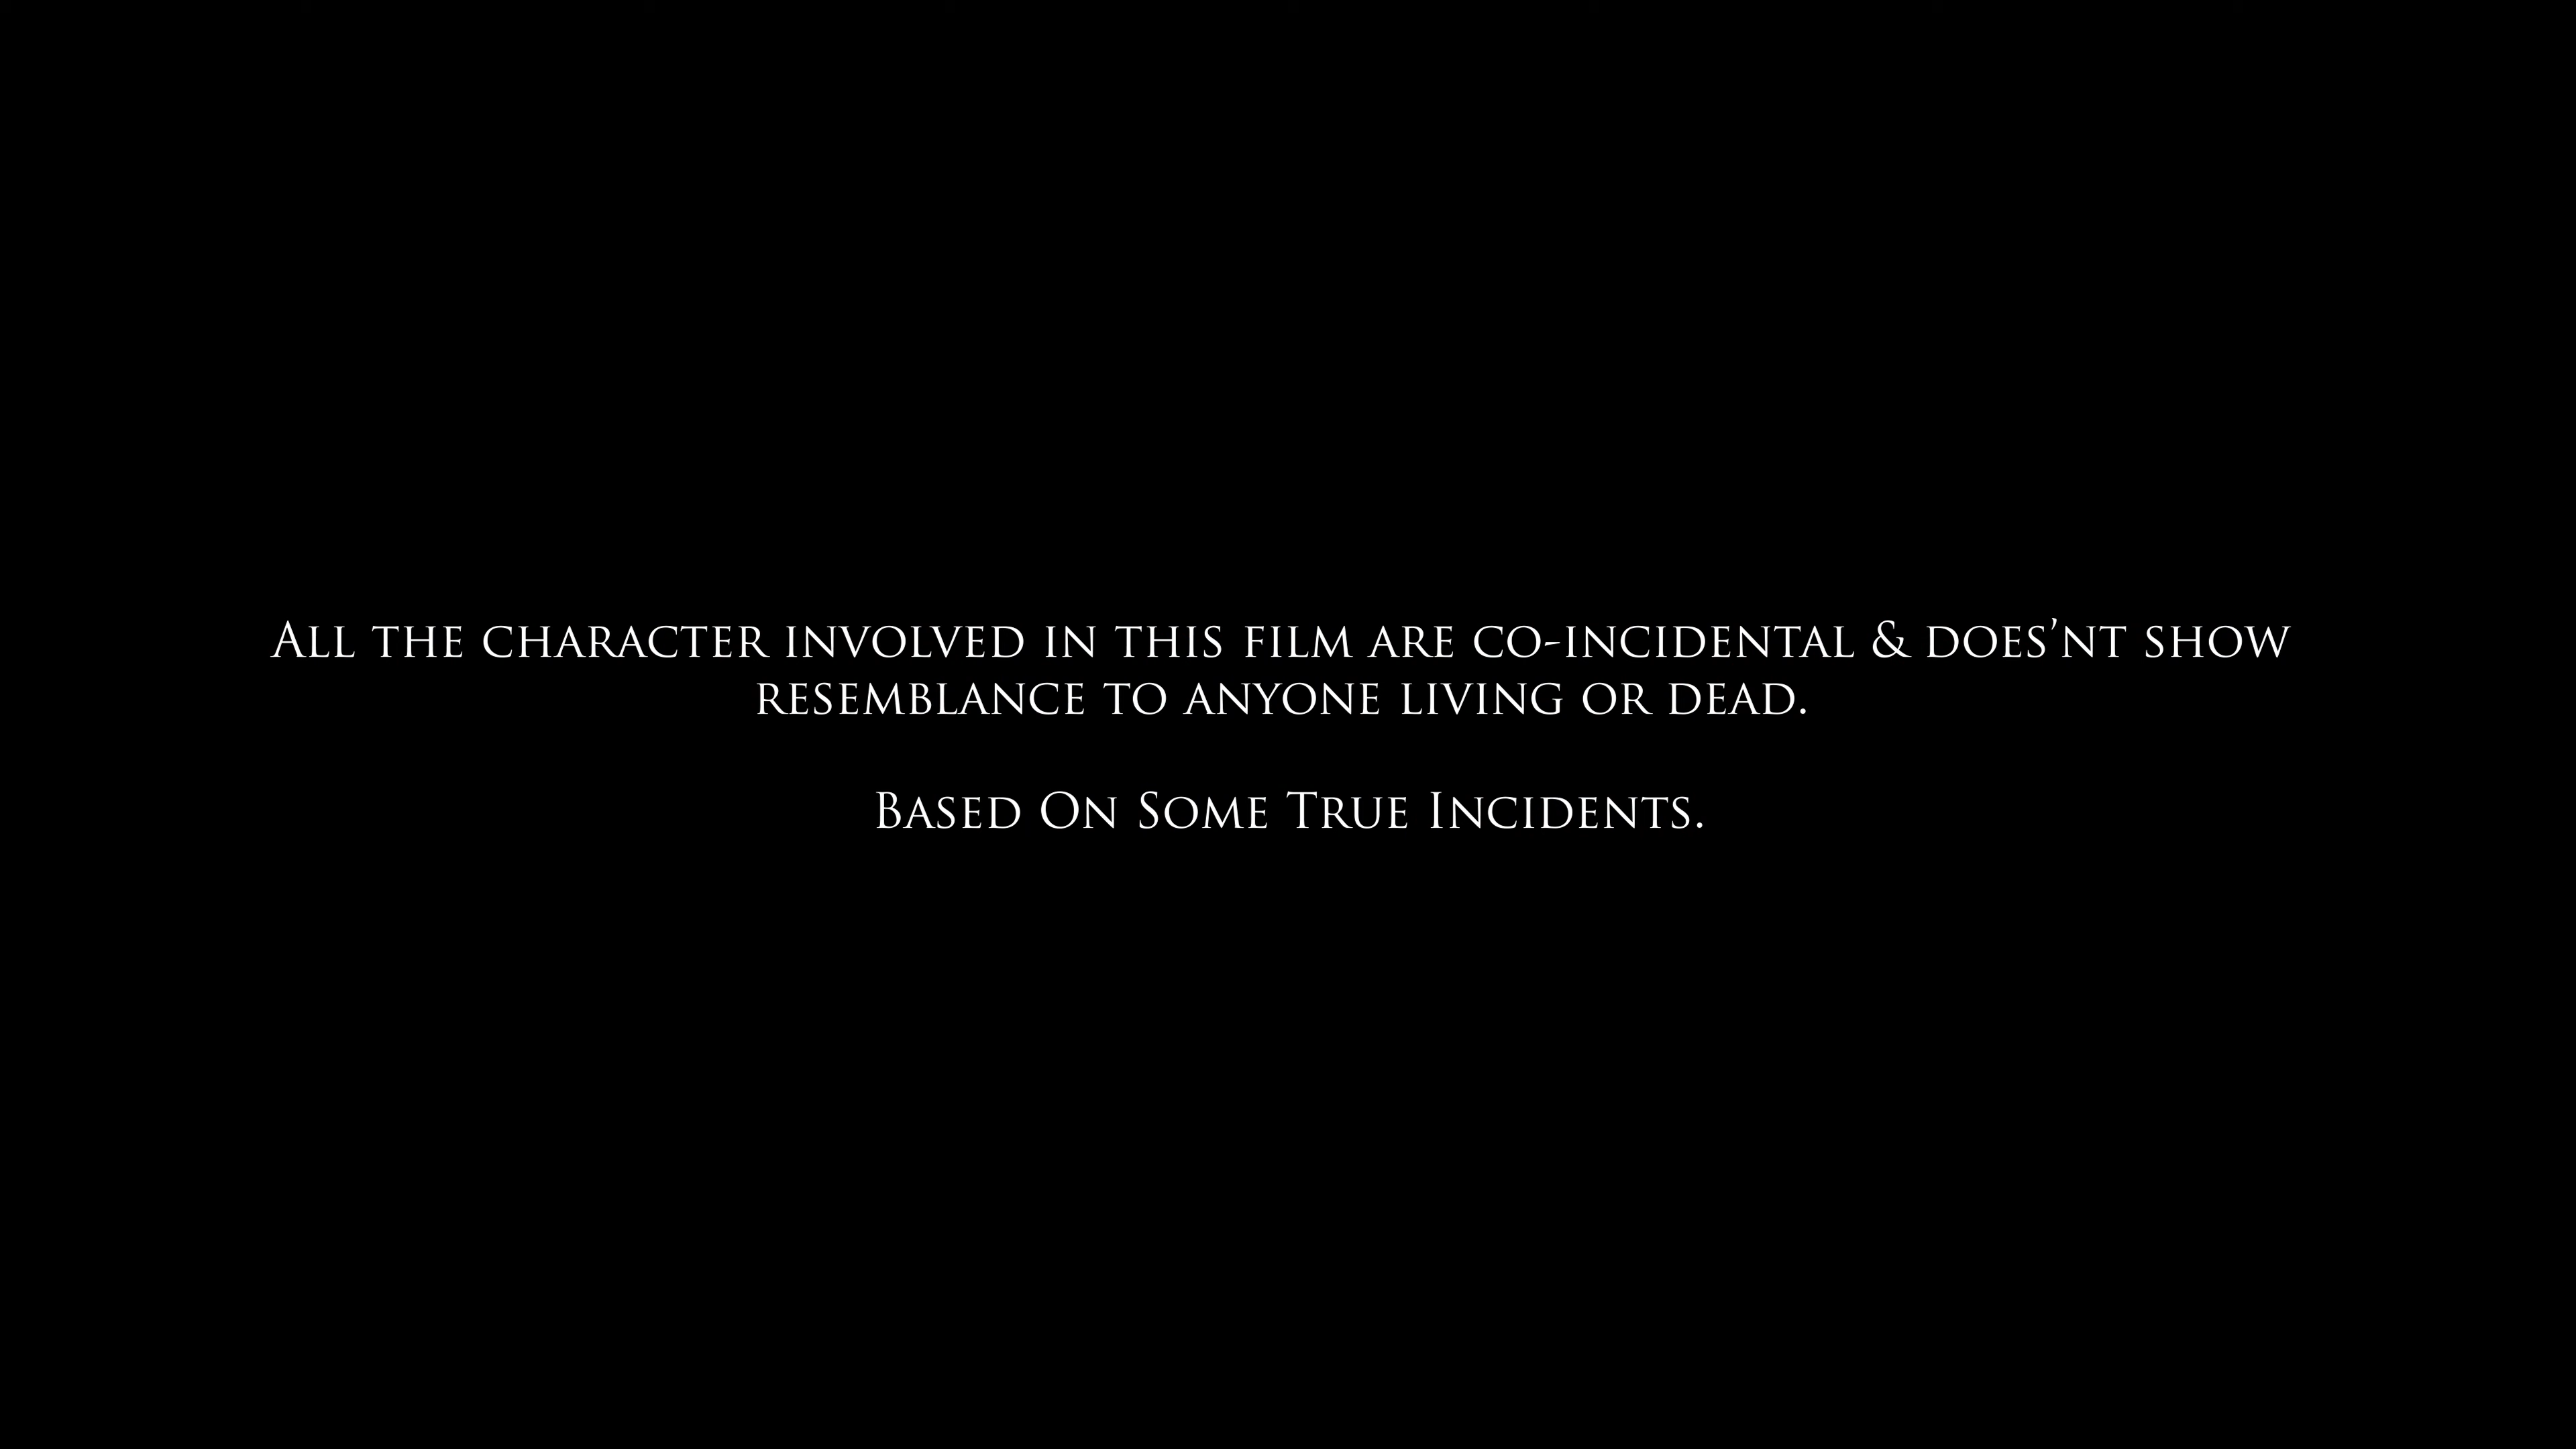 All the character involved in this film are co-incidental & does’nt show
resemblance to anyone living or dead.
Based On Some True Incidents.